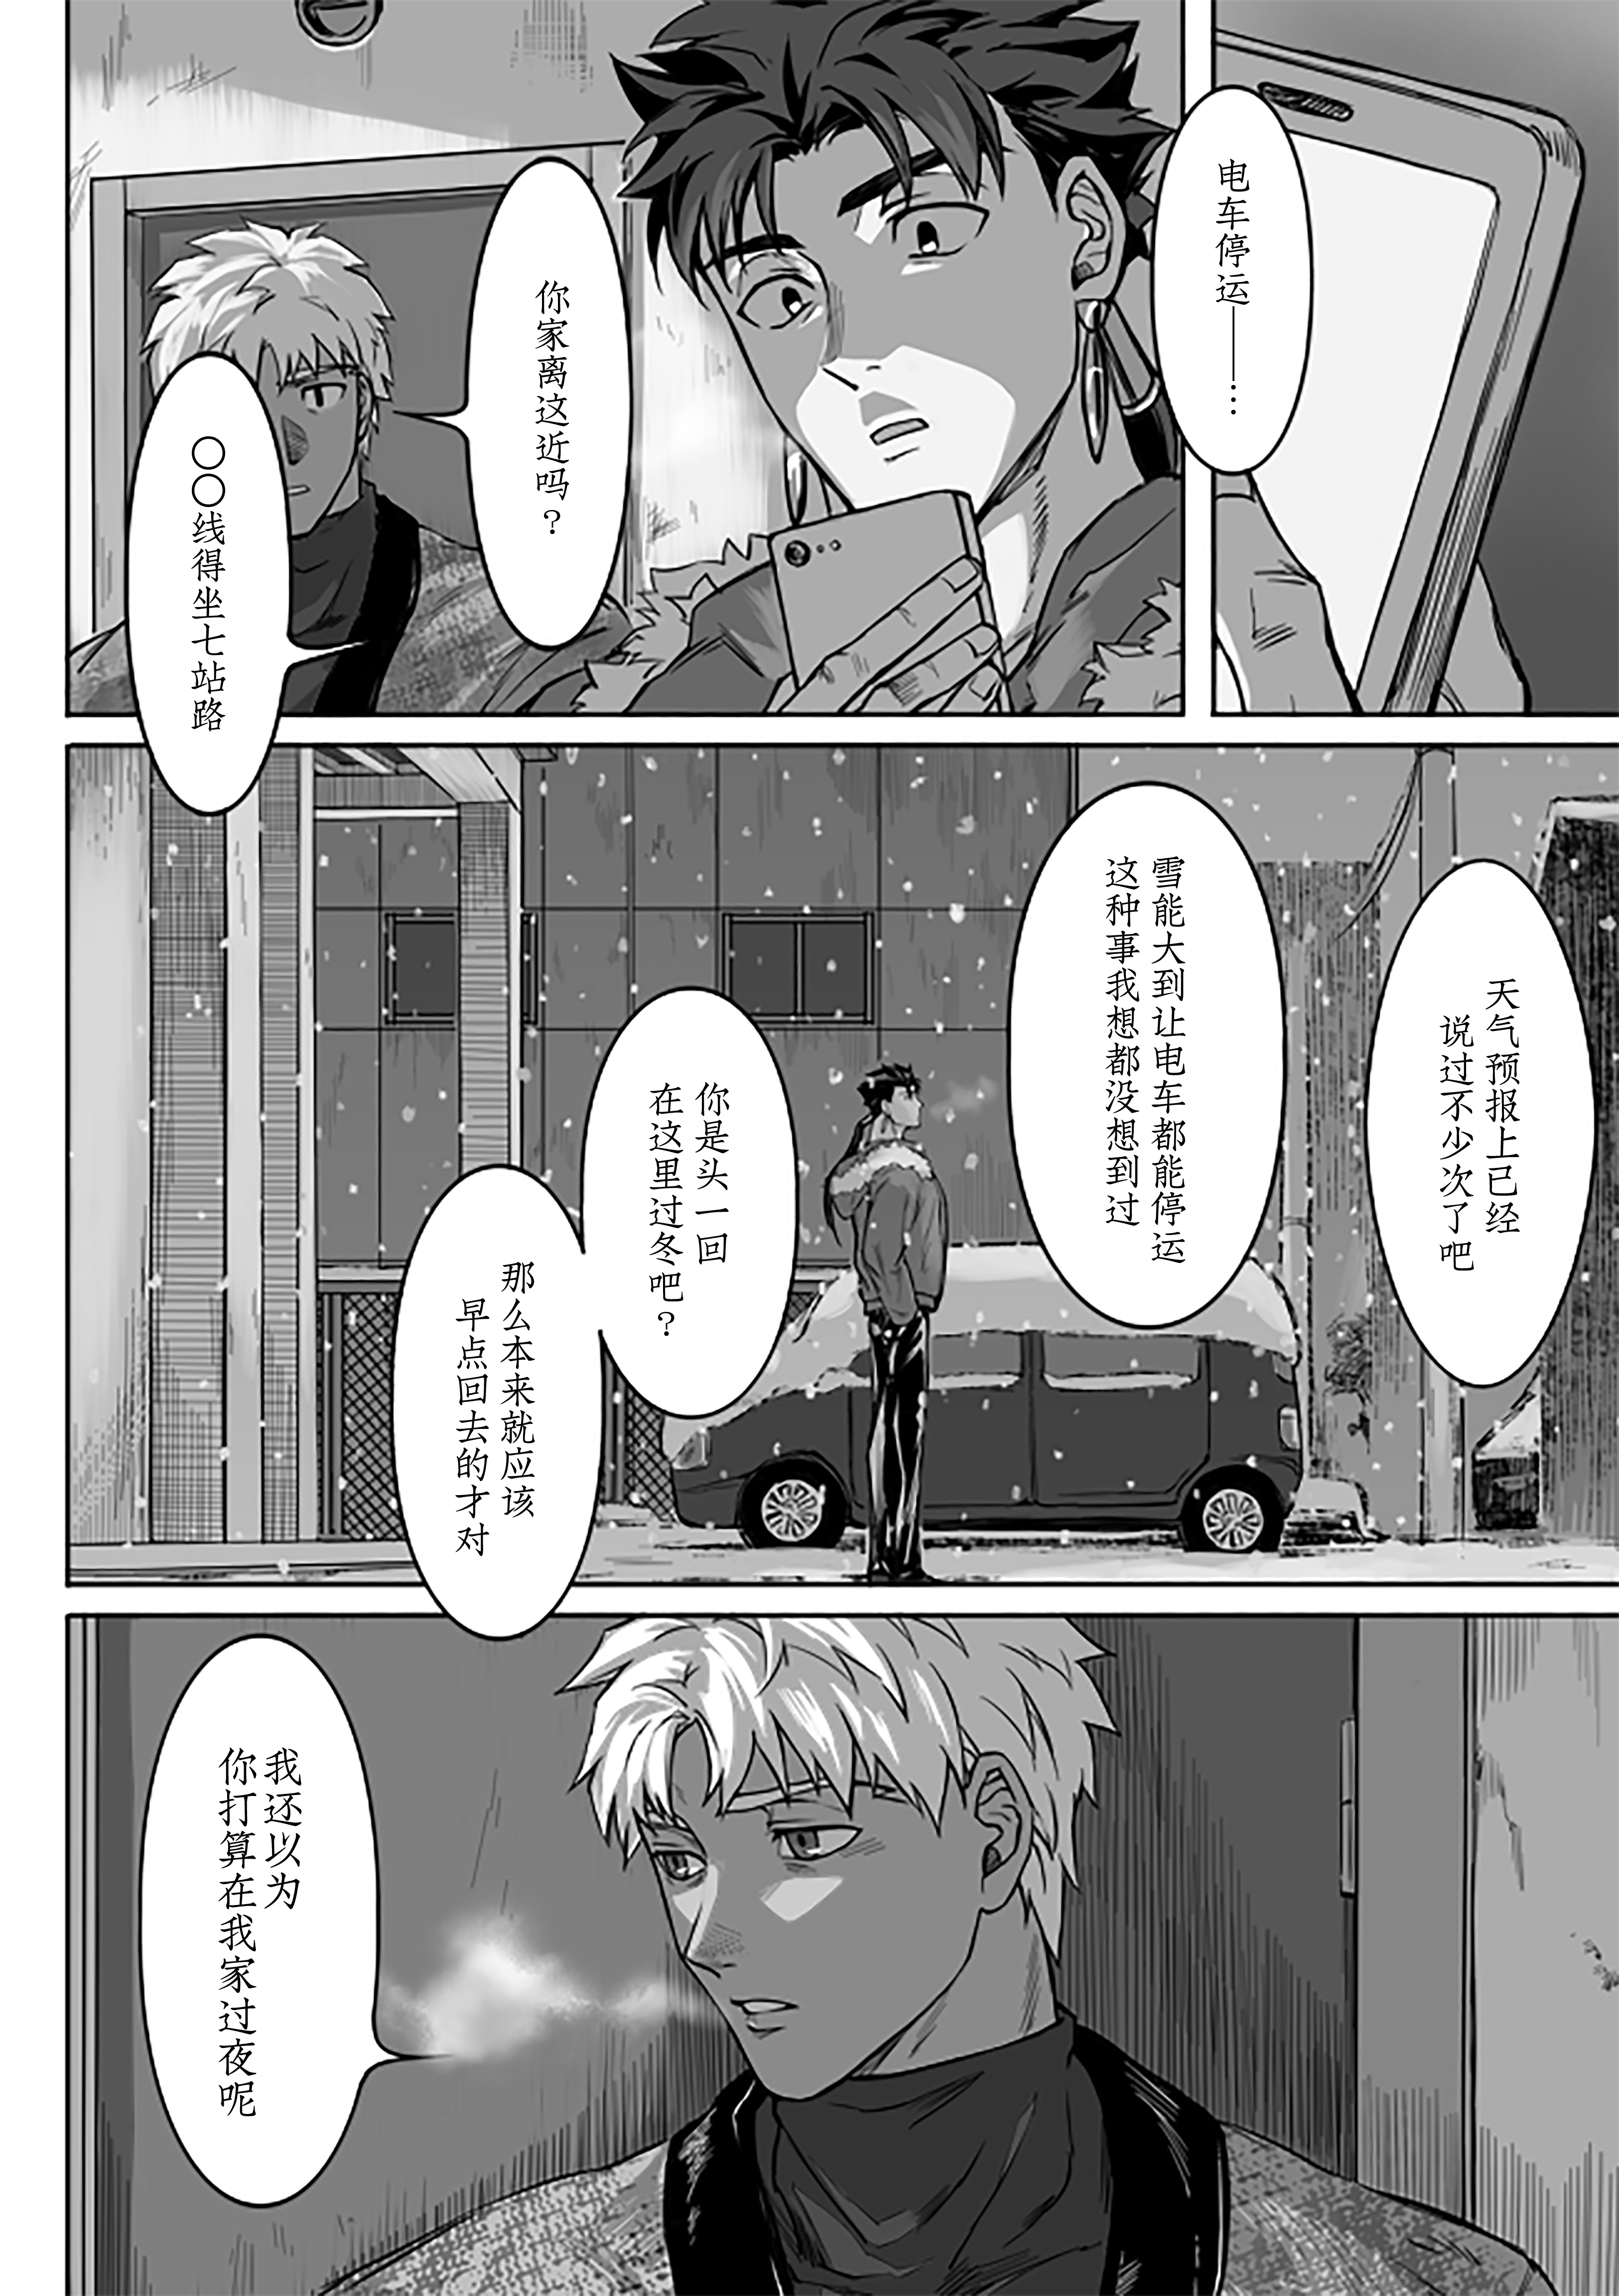 电车停运——…
你家离这近吗？
〇〇线得坐七站路
天气预报上已经
说过不少次了吧
雪能大到让电车都能停运
这种事我想都没想到过
你是头一回
在这里过冬吧？
那么本来就应该
早点回去的才对
我还以为
你打算在我家过夜呢